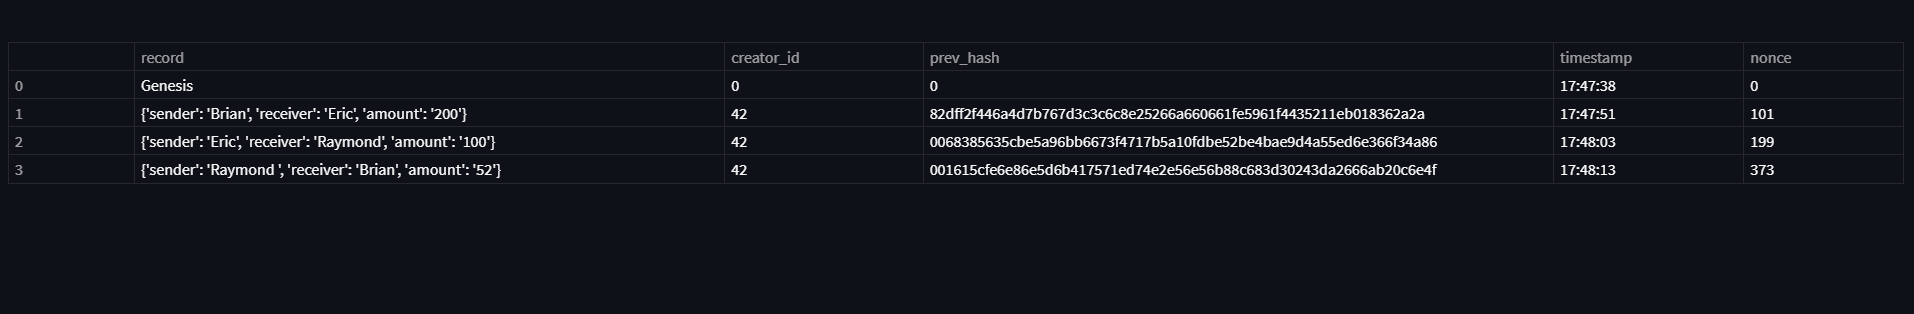 record creator_id prev_hash timestamp nonce
0 Genesis 0 0 17:47:38 0
1 {'sender': 'Brian', 'receiver': 'Eric', 'amount': '200'} 42 82dff2f446a4d7b767d3c3c6c8e25266a660661fe5961f4435211eb018362a2a 17:47:51 101
2 {'sender': 'Eric', 'receiver': 'Raymond', 'amount': '100'} 42 0068385635cbe5a96bb6673f4717b5a10fdbe52be4bae9d4a55ed6e366f34a86 17:48:03 199
3 {'sender': 'Raymond ', 'receiver': 'Brian', 'amount': '52'} 42 001615cfe6e86e5d6b417571ed74e2e56e56b88c683d30243da2666ab20c6e4f 17:48:13 373